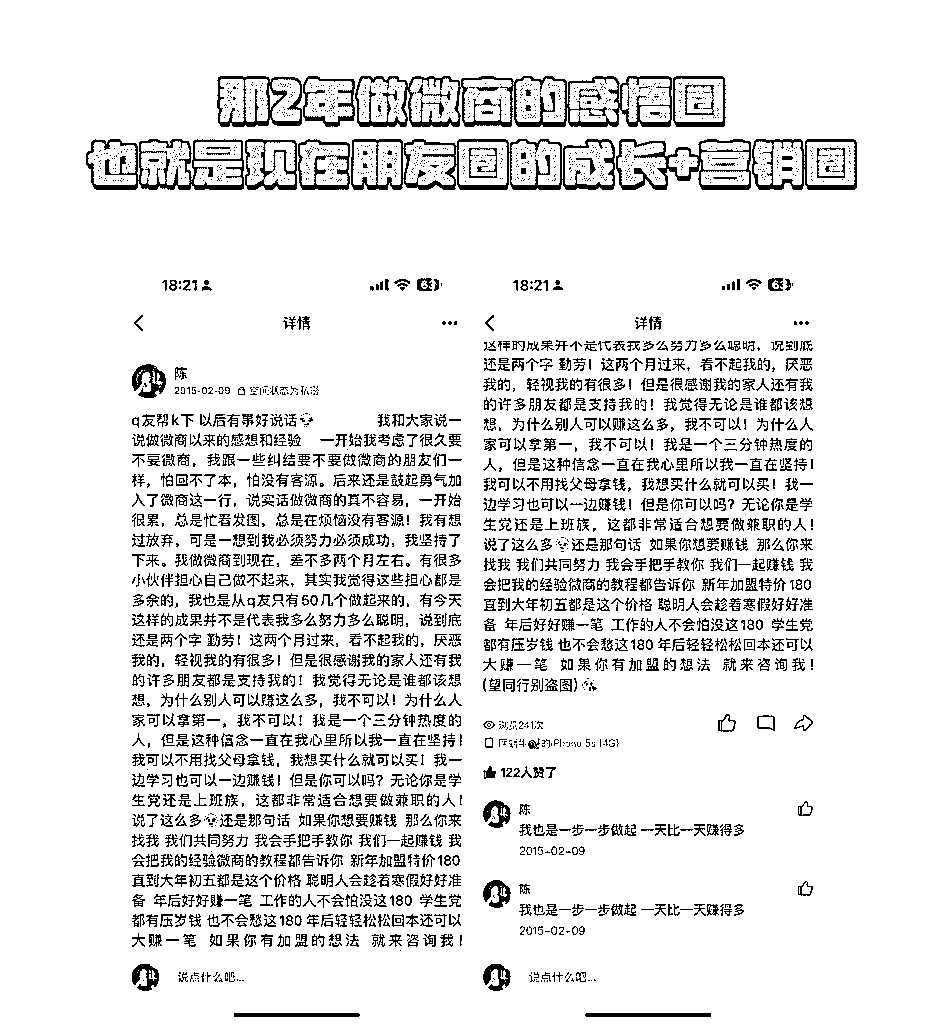 那2年做微商的感悟圈
也就是现在朋友圈的成长+营销圈
18:21
63
详情
陈
2015-02-09
q友帮k下 以后有事好说话 我和大家说一
说做微商以来的感想和经验 一开始我考虑了很久要
不要微商，我跟一些纠结要不要做微商的朋友们一
样，怕回不了本，怕没有客源。后来还是鼓起勇气加
入了微商这一行，说实话做微商的真不容易，一开始
很累，总是忙着发图，总是在烦恼没有客源！我有想
过放弃，可是一想到我必须努力必须成功，我坚持了
下来。我做微商到现在，差不多两个月左右。有很多
小伙伴担心自己做不起来，其实我觉得这些担心都是
多余的，我也是从q友只有50几个做起来的，有今天
这样的成果并不是代表我多么努力多么聪明，说到底
还是两个字 勤劳！这两个月过来，看不起我的，厌恶
我的，轻视我的有很多！但是很感谢我的家人还有我
的许多朋友都是支持我的！我觉得无论是谁都该想
想，为什么别人可以赚这么多，我不可以！为什么人
家可以拿第一，我不可以！我是一个三分钟热度的
人，但是这种信念一直在我心里所以我一直在坚持！
我可以不用找父母拿钱，我想买什么就可以买！我一
边学习也可以一边赚钱！但是你可以吗？无论你是学
生党还是上班族，这都非常适合想要做兼职的人！
说了这么多 还是那句话 如果你想要赚钱 那么你来
找我 我们共同努力 我会手把手教你 我们一起赚钱 我
会把我的经验微商的教程都告诉你 新年加盟特价180
直到大年初五都是这个价格 聪明人会趁着寒假好好准
备 年后好好赚一笔 工作的人不会怕没这180 学生党
都有压岁钱 也不会愁这180 年后轻轻松松回本还可以
大赚一笔 如果你有加盟的想法 就来咨询我！
说点什么吧...
18:21
63
详情
这样的成果并不是代表我多么努力多么聪明，说到底
还是两个字 勤劳！这两个月过来，看不起我的，厌恶
我的，轻视我的有很多！但是很感谢我的家人还有我
的许多朋友都是支持我的！我觉得无论是谁都该想
想，为什么别人可以赚这么多，我不可以！为什么人
家可以拿第一，我不可以！我是一个三分钟热度的
人，但是这种信念一直在我心里所以我一直在坚持！
我可以不用找父母拿钱，我想买什么就可以买！我一
边学习也可以一边赚钱！但是你可以吗？无论你是学
生党还是上班族，这都非常适合想要做兼职的人！
说了这么多 还是那句话 如果你想要赚钱 那么你来
找我 我们共同努力 我会手把手教你 我们一起赚钱 我
会把我的经验微商的教程都告诉你 新年加盟特价180
直到大年初五都是这个价格 聪明人会趁着寒假好好准
备 年后好好赚一笔 工作的人不会怕没这180 学生党
都有压岁钱 也不会愁这180 年后轻轻松松回本还可以
大赚一笔 如果你有加盟的想法 就来咨询我！
(望同行别盗图)
浏览241次
的iPhone 5s (4G)
122人赞了
陈
我也是一步一步做起 一天比一天赚得多
2015-02-09
陈
我也是一步一步做起 一天比一天赚得多
2015-02-09
说点什么吧...